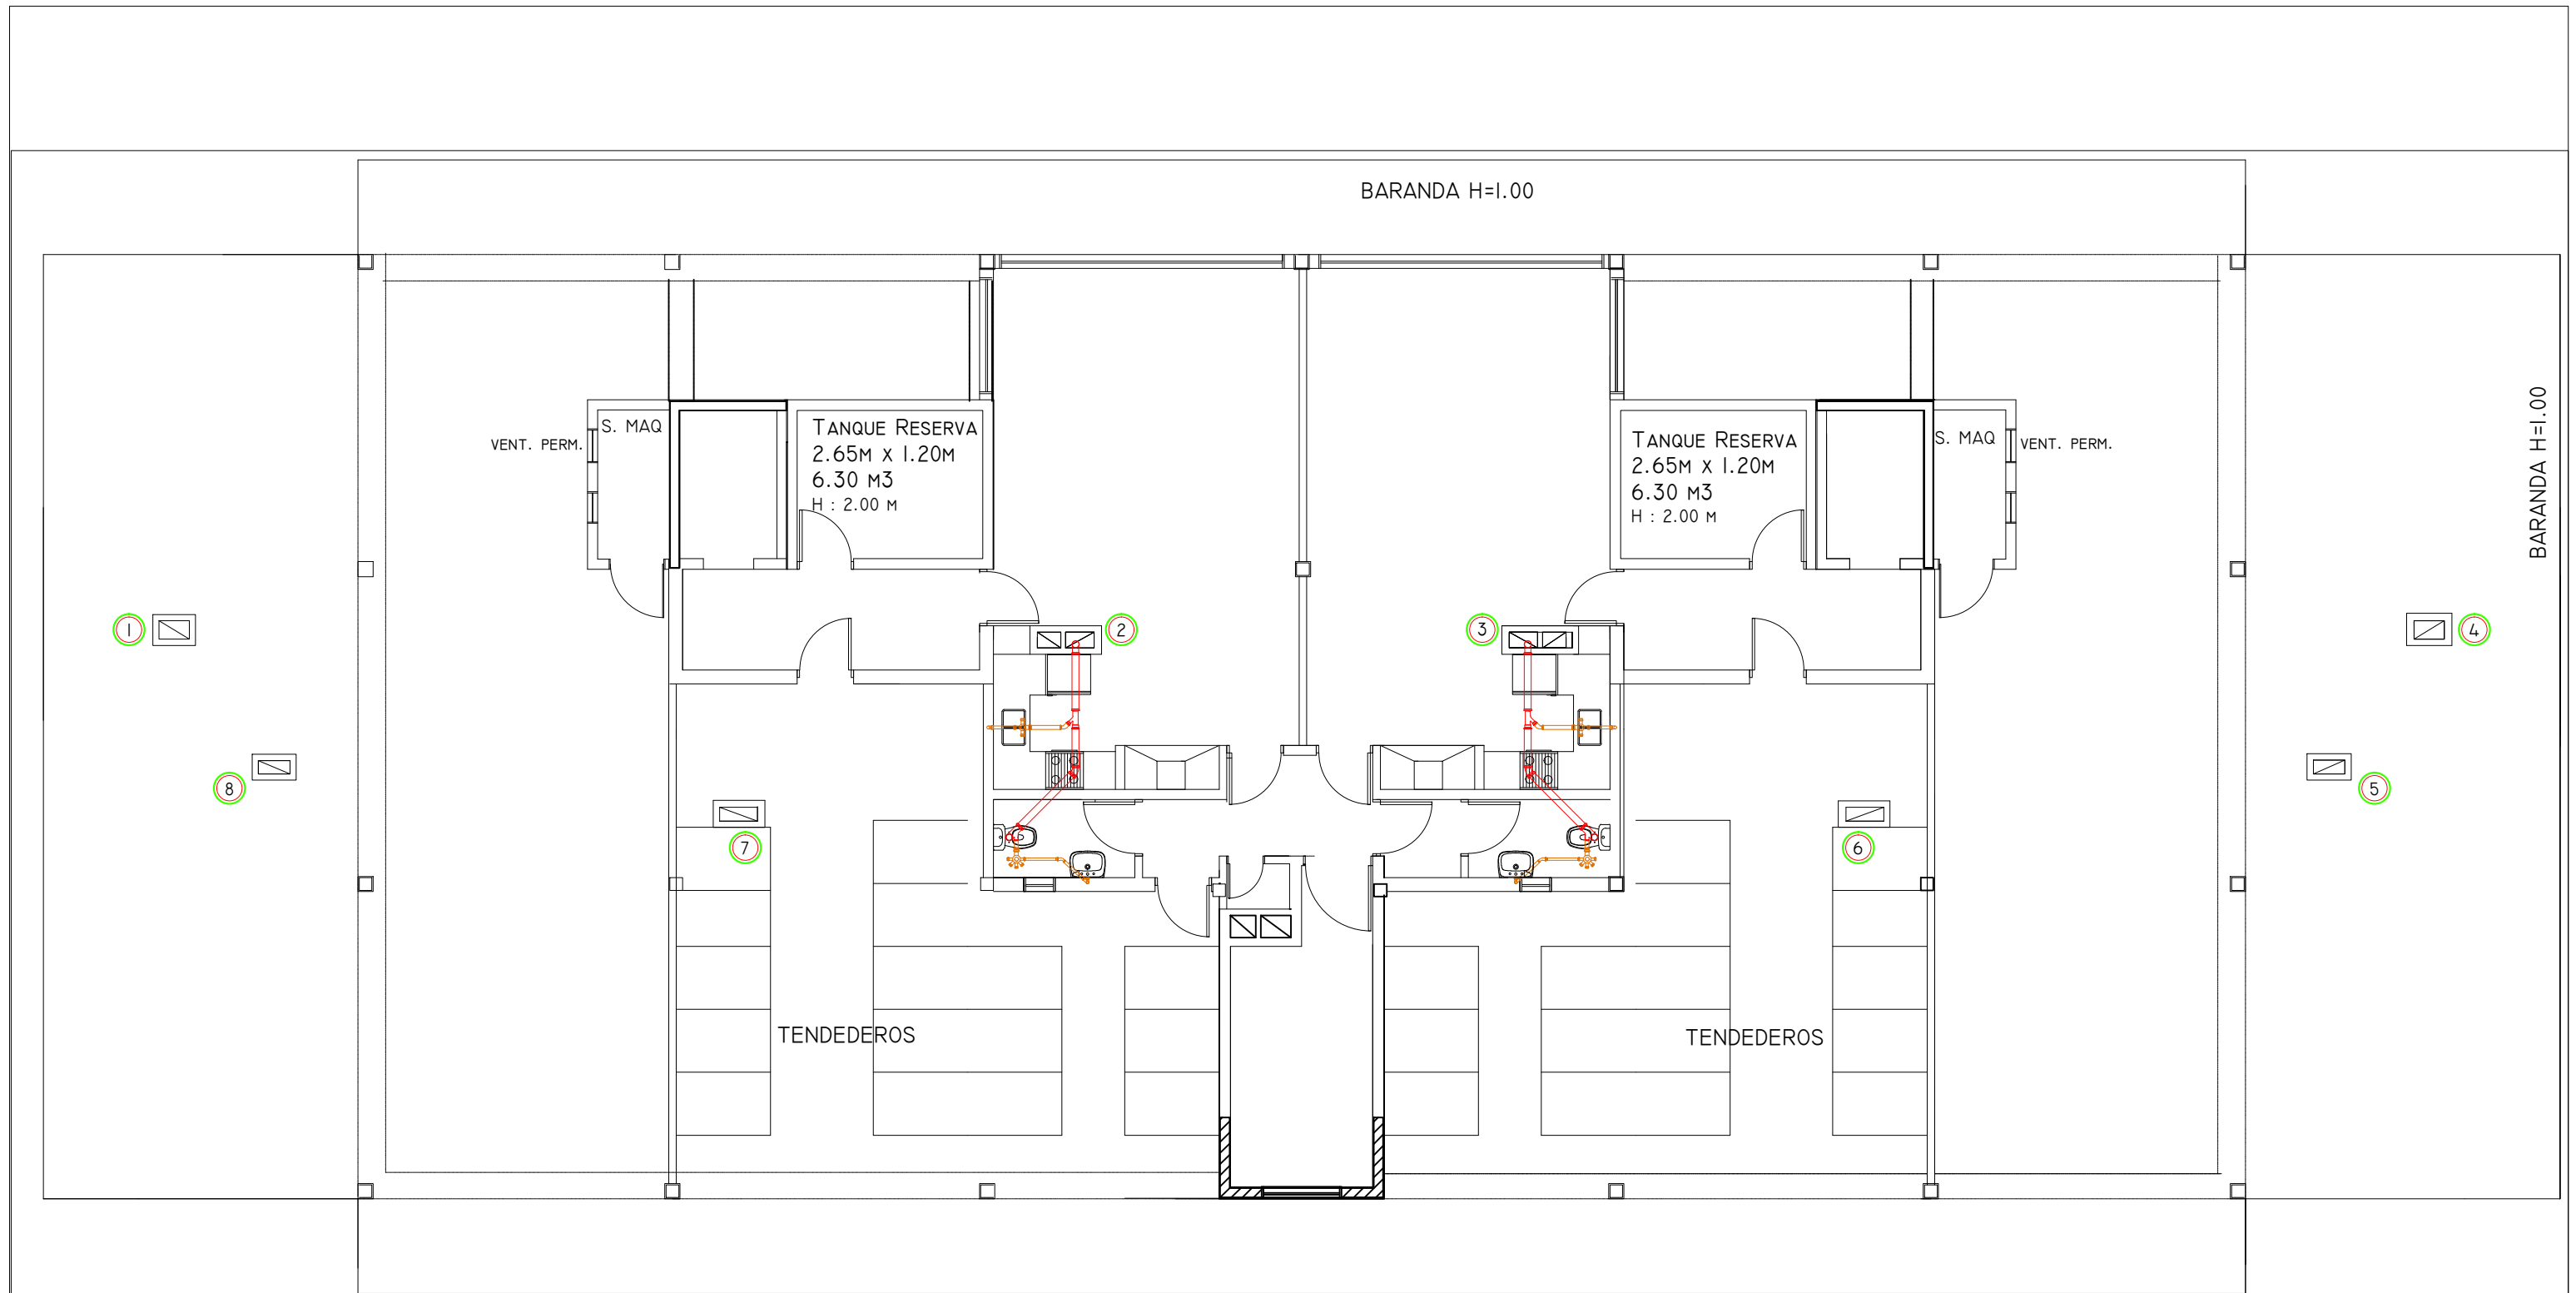 BARANDA H=1.00
BARANDA H=1.00
S. MAQ
VENT. PERM.
TANQUE RESERVA
2.65M X 1.20M
6.30 M3
H : 2.00 M
TANQUE RESERVA
2.65M X 1.20M
6.30 M3
H : 2.00 M
S. MAQ
VENT. PERM.
1
2
3
4
8
7
6
5
TENDEDEROS
TENDEDEROS